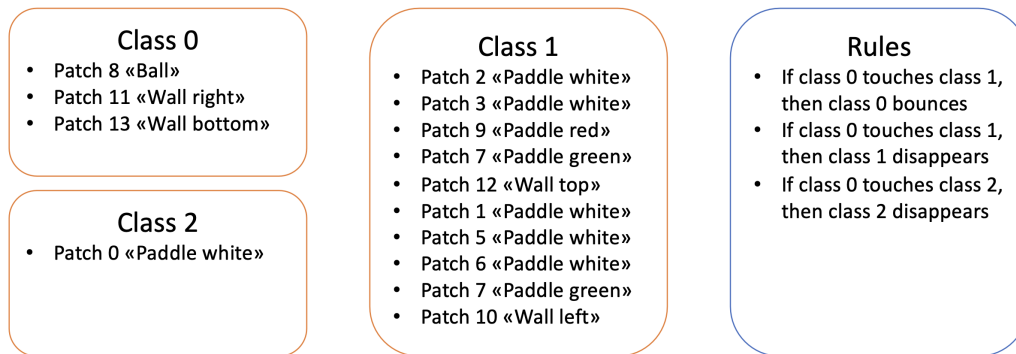 Class 0
• Patch 8 «Ball»
• Patch 11 «Wall right»
• Patch 13 «Wall bottom»
Class 2
• Patch 0 «Paddle white»
Class 1
• Patch 2 «Paddle white»
• Patch 3 «Paddle white»
• Patch 9 «Paddle red»
• Patch 7 «Paddle green»
• Patch 12 «Wall top»
• Patch 1 «Paddle white»
• Patch 5 «Paddle white»
• Patch 6 «Paddle white»
• Patch 7 «Paddle green»
• Patch 10 «Wall left»
Rules
• If class 0 touches class 1,
then class 0 bounces
• If class 0 touches class 1,
then class 1 disappears
• If class 0 touches class 2,
then class 2 disappears